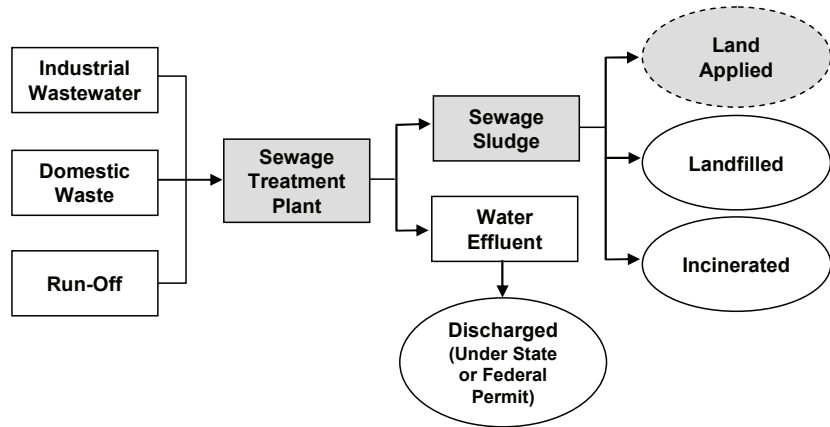 Industrial
Wastewater
Domestic
Waste
Run-Off
Sewage
Treatment
Plant
Sewage
Sludge
Water
Effluent
Discharged
(Under State
or Federal
Permit)
Land
Applied
Landfilled
Incinerated